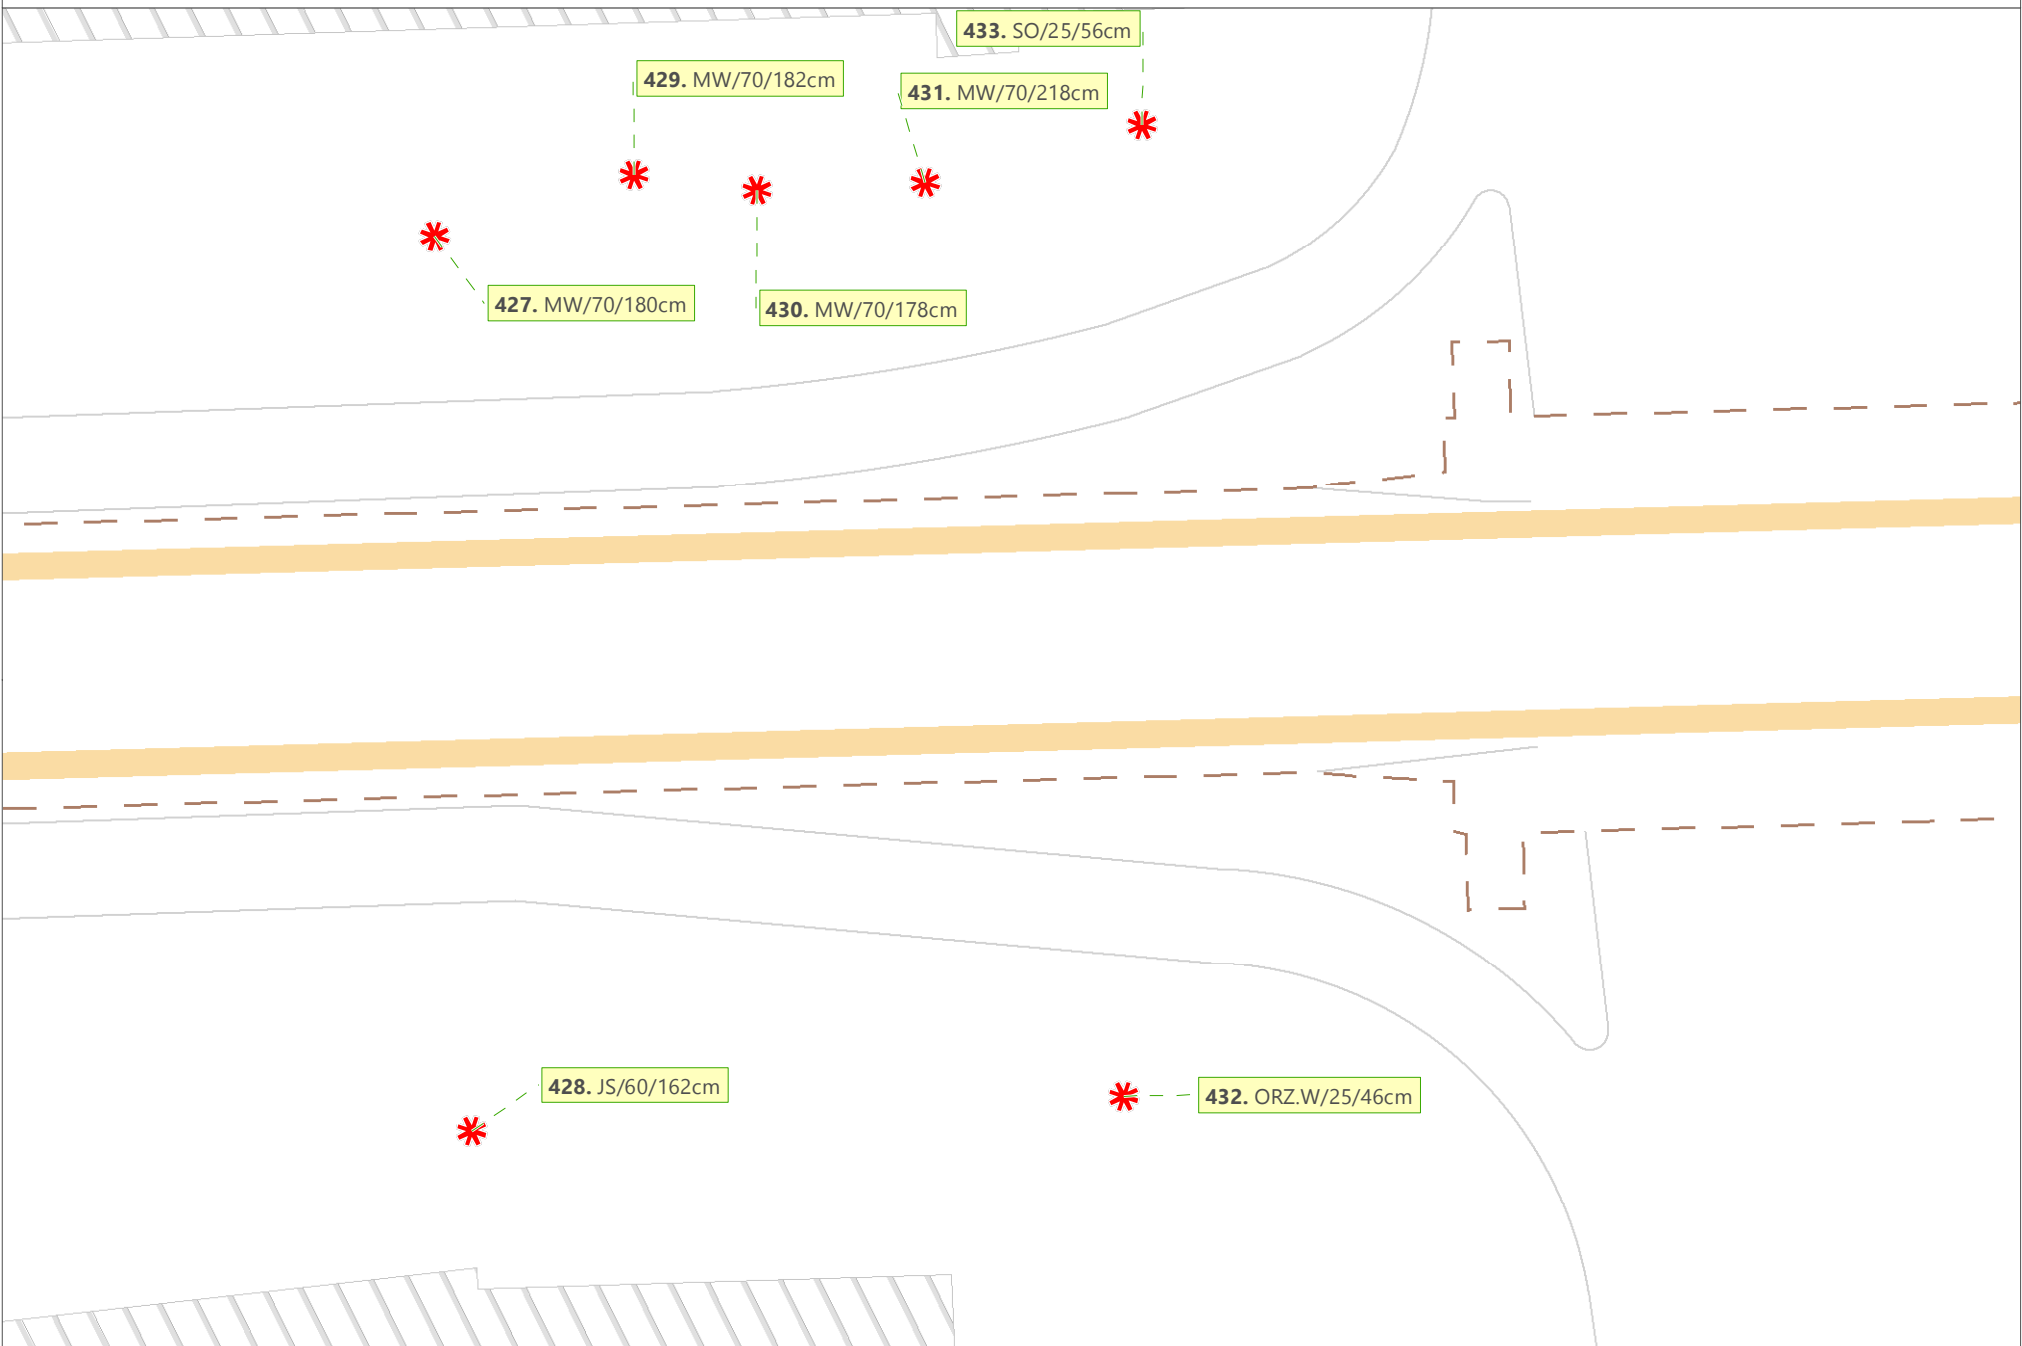 433. SO/25/56cm
429. MW/70/182cm
431. MW/70/218cm
427. MW/70/180cm
430. MW/70/178cm
428. JS/60/162cm
432. ORZ.W/25/46cm